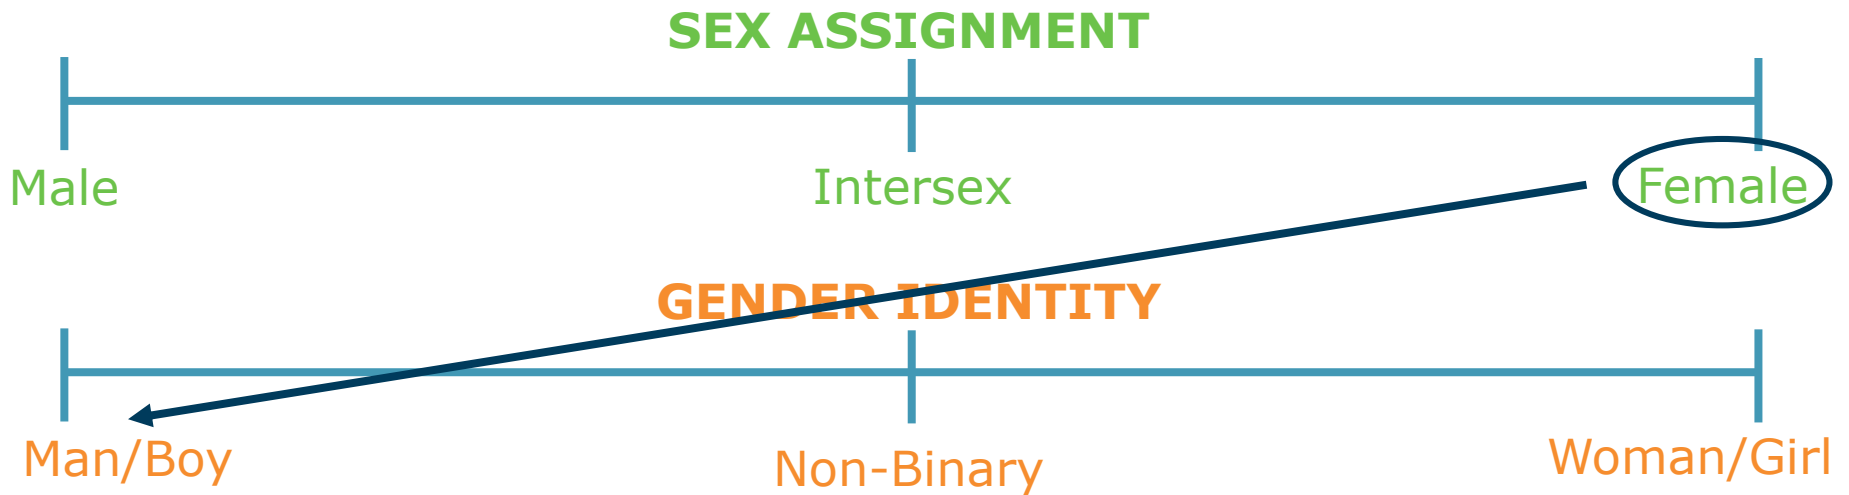 SEX ASSIGNMENT
Male Intersex Female
GENDER IDENTITY
Man/Boy Non-Binary Woman/Girl